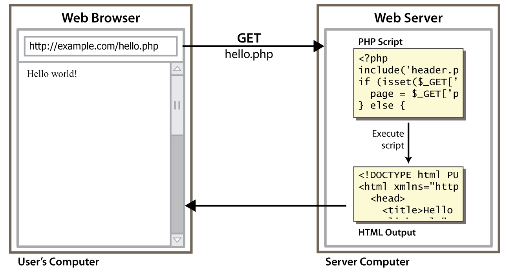 Web Browser
http://example.com/hello.php
Hello world!
User's Computer
GET
hello.php
Web Server
PHP Script
<?php
include('header.p
if (isset($_GET['
page = $_GET['p
} else {
Execute
script
<!DOCTYPE html PU
<html xmlns="http
<head>
<title>Hello
HTML Output
Server Computer